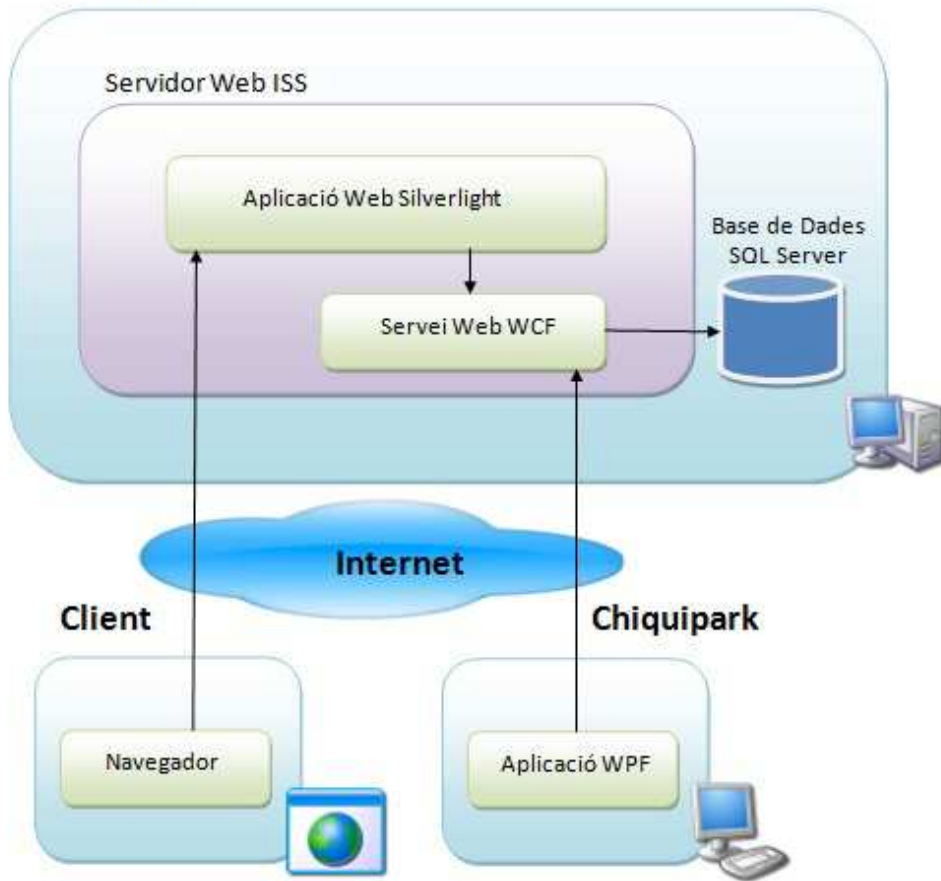 Servidor Web ISS
Aplicació Web Silverlight
Base de Dades
SQL Server
Servei Web WCF
Internet
Client
Chiquipark
Navegador
Aplicació WPF